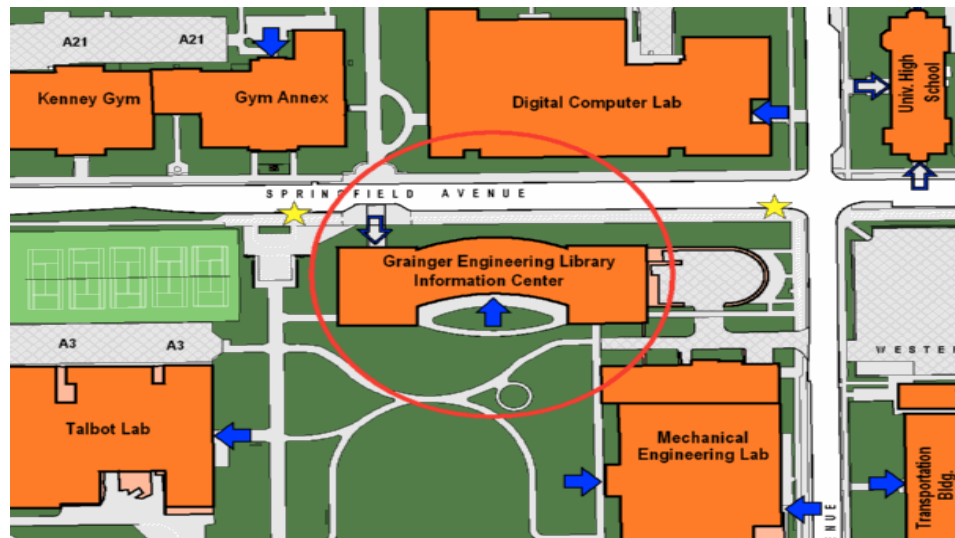 A21
A21
Kenney Gym
Gym Annex
Digital Computer Lab
Univ. High
School
SPRINGFIELD AVENUE
Grainger Engineering Library
Information Center
A3
A3
WESTER
Talbot Lab
Mechanical
Engineering Lab
Transportation
Bldg.
ENUE